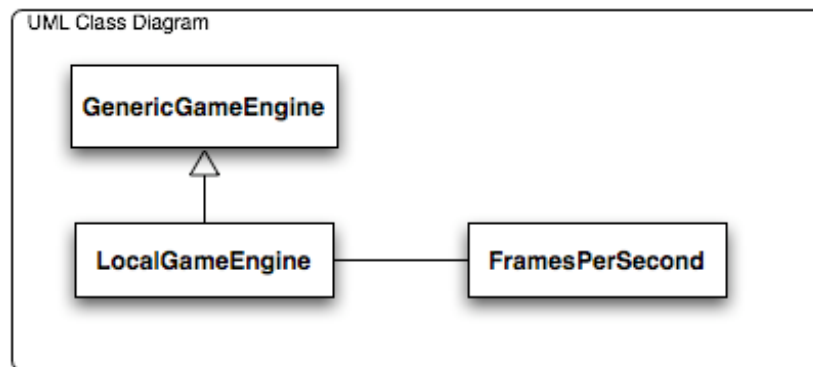 UML Class Diagram
GenericGameEngine
LocalGameEngine
FramesPerSecond